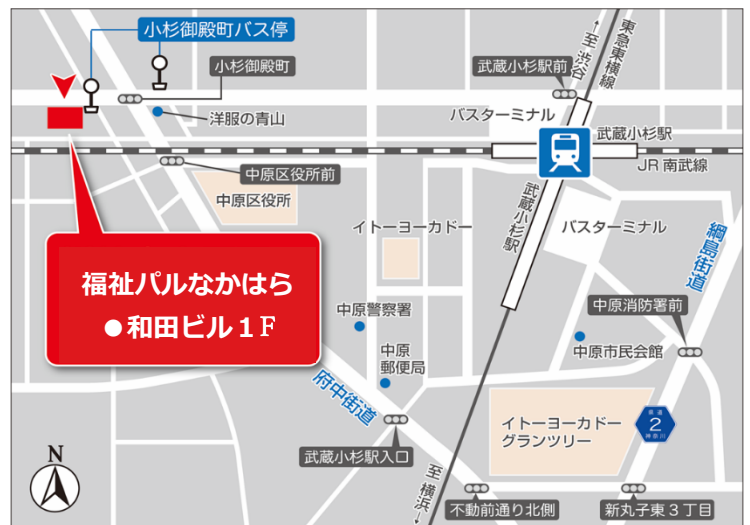 小杉御殿町バス停
小杉御殿町
洋服の青山
武蔵小杉駅前
←至 渋谷
東急東横線
バスターミナル
武蔵小杉駅
JR 南武線
中原区役所前
中原区役所
イトーヨーカドー
武蔵小杉駅
バスターミナル
綱島街道
福祉パルなかはら
●和田ビル1F
中原警察署
中原
郵便局
中原消防署前
中原市民会館
府中街道
イトーヨーカドー
グランツリー
県道
2
神奈川
武蔵小杉駅入口
至 横浜→
不動前通り北側
新丸子東3丁目
N